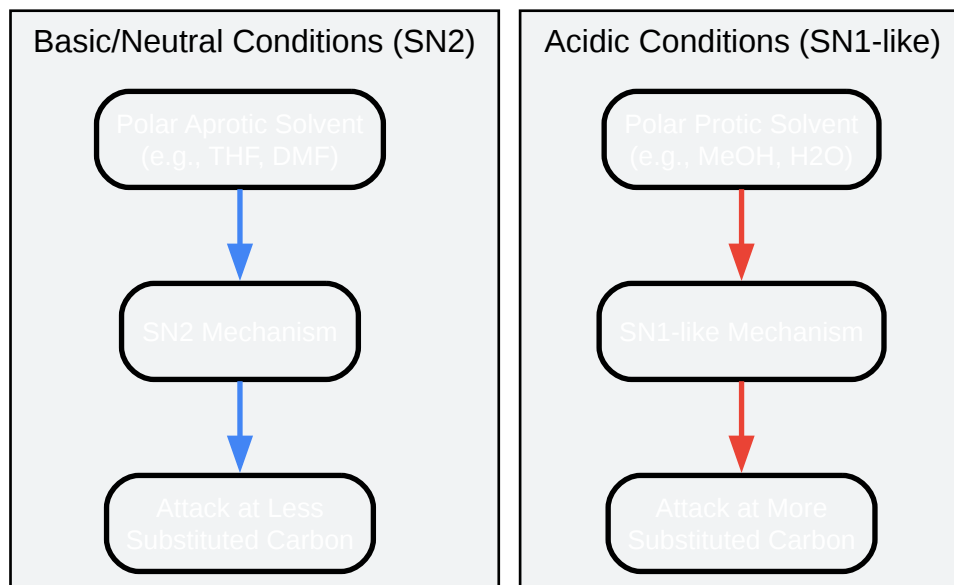 Basic/Neutral Conditions (SN2)
Polar Aprotic Solvent
(e.g., THF, DMF)
SN2 Mechanism
Attack at Less
Substituted Carbon
Acidic Conditions (SN1-like)
Polar Protic Solvent
(e.g., MeOH, H2O)
SN1-like Mechanism
Attack at More
Substituted Carbon